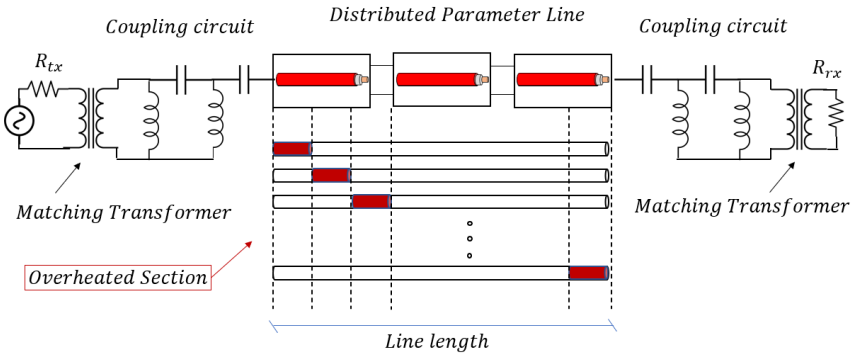 Distributed Parameter Line
Coupling circuit
Coupling circuit
R_tx
R_rx
Matching Transformer
Matching Transformer
Overheated Section
Line length